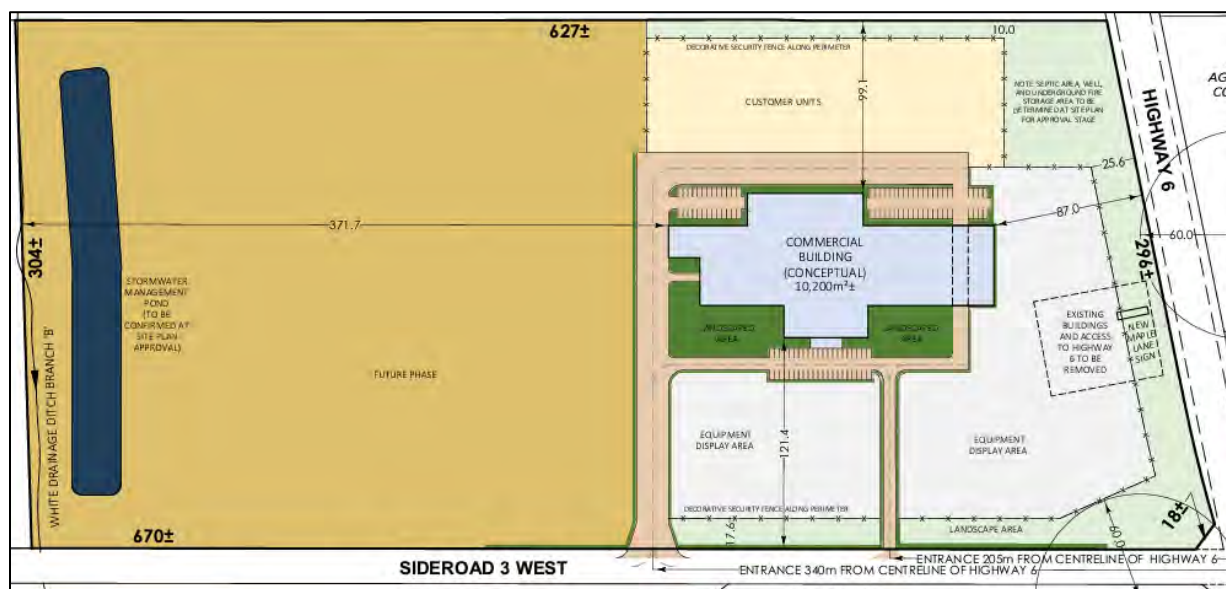 627±
10.0
DECORATIVE SECURITY FENCE ALONG PERIMETER
CUSTOMER UNITS
99.1
NOTE SEPTIC AREA, WELL,
AND UNDERGROUND FIRE
STORAGE AREA TO BE
DETERMINED AT SITE PLAN
FOR APPROVAL STAGE
AG
CO
HIGHWAY 6
25.6
371.7
87.0
60.0
COMMERCIAL
BUILDING
(CONCEPTUAL)
10,200m²±
304±
296±
STORMWATER
MANAGEMENT
POND
(TO BE
CONFIRMED AT
SITE PLAN
APPROVAL)
WHITE DRAINAGE DITCH BRANCH 'B'
FUTURE PHASE
LANDSCAPED
AREA
LANDSCAPED
AREA
EXISTING
BUILDINGS
AND ACCESS
TO HIGHWAY
6 TO BE
REMOVED
NEW
MAPLE
LANE
SIGN
EQUIPMENT
DISPLAY AREA
121.4
EQUIPMENT
DISPLAY AREA
DECORATIVE SECURITY FENCE ALONG PERIMETER
17.6
LANDSCAPE AREA
60.0
18±
670±
SIDEROAD 3 WEST
ENTRANCE 205m FROM CENTRELINE OF HIGHWAY 6
ENTRANCE 340m FROM CENTRELINE OF HIGHWAY 6